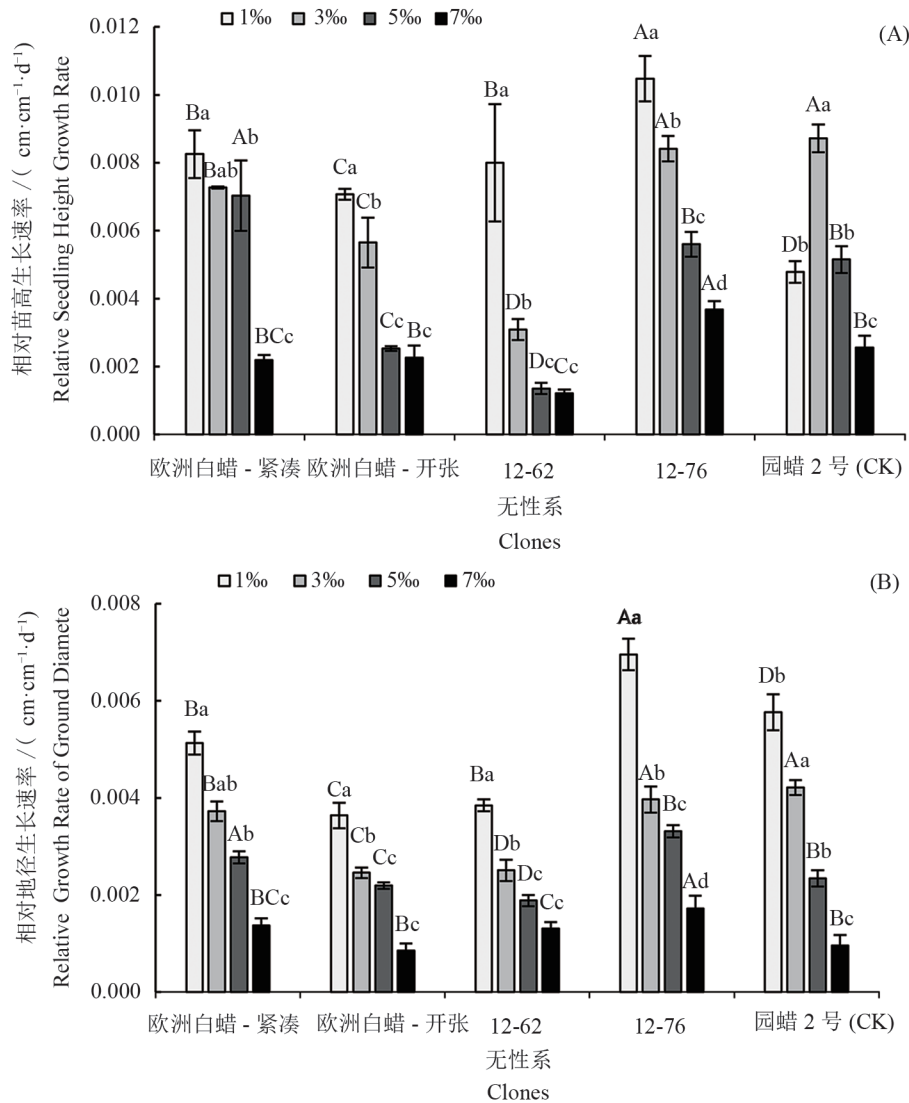 1‰ 3‰ 5‰ 7‰
(A)
相对苗高生长速率 /( cm·cm⁻¹·d⁻¹)
Relative Seedling Height Growth Rate
0.012
0.010
0.008
0.006
0.004
0.002
0.000
Ba Bab Ab BCc
Ca Cb Cc Bc
Ba Db Dc Cc
Aa Ab Bc Ad
Db Aa Bb Bc
欧洲白蜡 - 紧凑 欧洲白蜡 - 开张 12-62 12-76 园蜡 2 号 (CK)
无性系
Clones
1‰ 3‰ 5‰ 7‰
(B)
相对地径生长速率 /( cm·cm⁻¹·d⁻¹)
Relative Growth Rate of Ground Diamete
0.008
0.006
0.004
0.002
0.000
Ba Bab Ab BCc
Ca Cb Cc Bc
Ba Db Dc Cc
Aa Ab Bc Ad
Db Aa Bb Bc
欧洲白蜡 - 紧凑 欧洲白蜡 - 开张 12-62 12-76 园蜡 2 号 (CK)
无性系
Clones